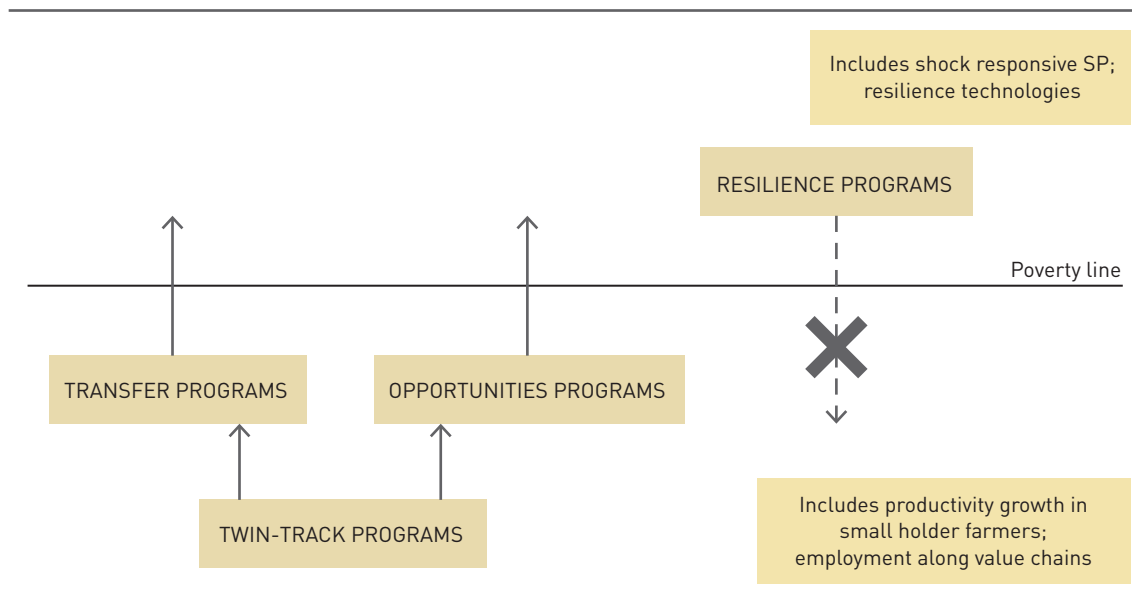 Includes shock responsive SP;
resilience technologies
RESILIENCE PROGRAMS
Poverty line
TRANSFER PROGRAMS
OPPORTUNITIES PROGRAMS
TWIN-TRACK PROGRAMS
Includes productivity growth in
small holder farmers;
employment along value chains